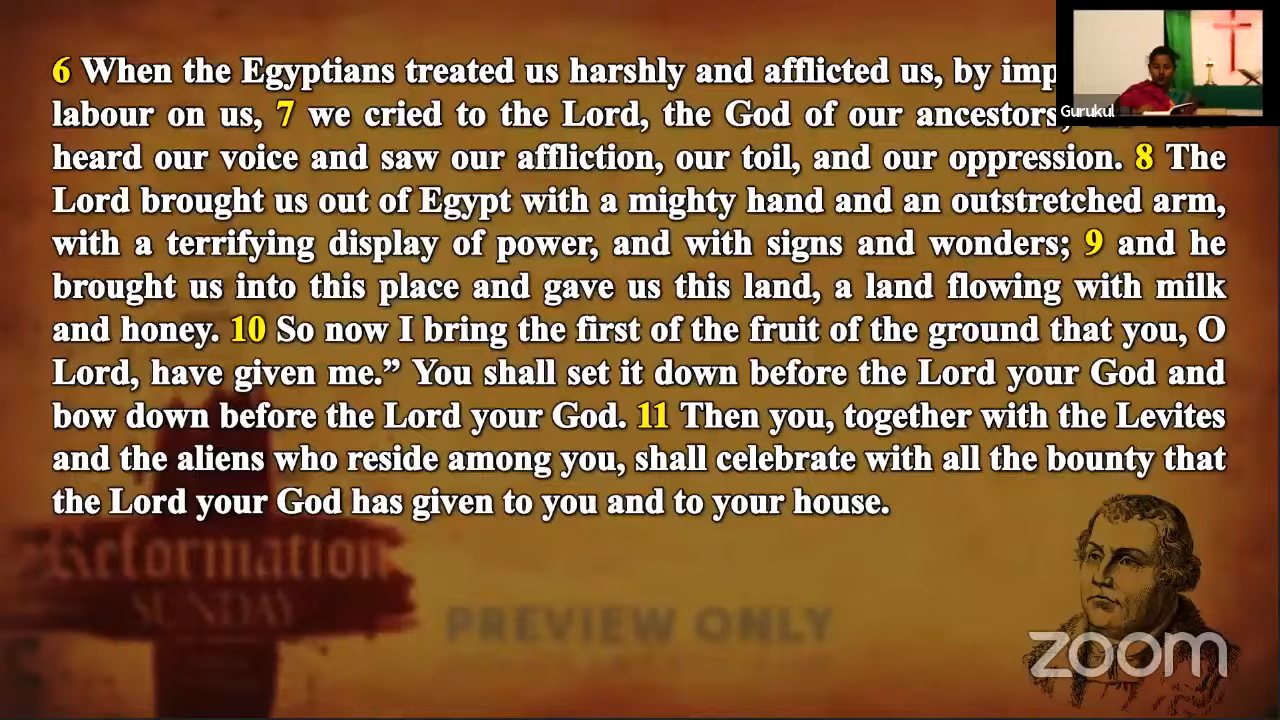 6 When the Egyptians treated us harshly and afflicted us, by
labour on us, 7 we cried to the Lord, the God of our ancestors;
heard our voice and saw our affliction, our toil, and our oppression. 8 The
Lord brought us out of Egypt with a mighty hand and an outstretched arm,
with a terrifying display of power, and with signs and wonders; 9 and he
brought us into this place and gave us this land, a land flowing with milk
and honey. 10 So now I bring the first of the fruit of the ground that you, O
Lord, have given me.” You shall set it down before the Lord your God and
bow down before the Lord your God. 11 Then you, together with the Levites
and the aliens who reside among you, shall celebrate with all the bounty that
the Lord your God has given to you and to your house.
Gurukul
Reformation
SUNDAY
PREVIEW ONLY
zoom